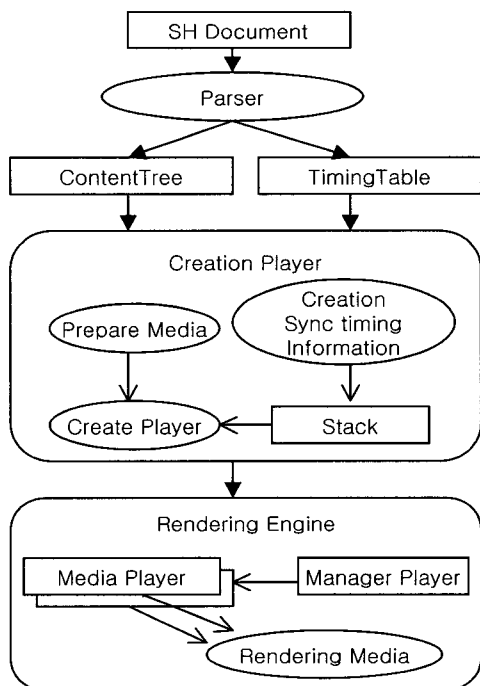 SH Document
Parser
ContentTree
TimingTable
Creation Player
Prepare Media
Creation
Sync timing
Information
Create Player
Stack
Rendering Engine
Media Player
Manager Player
Rendering Media